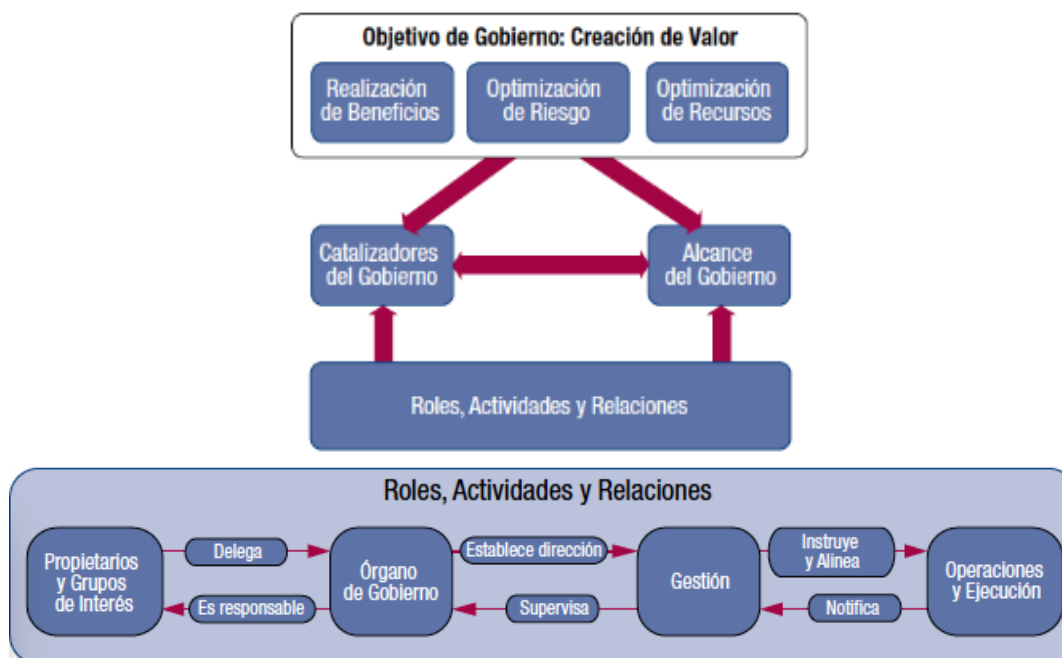 Objetivo de Gobierno: Creación de Valor
Realización
de Beneficios
Optimización
de Riesgo
Optimización
de Recursos
Catalizadores
del Gobierno
Alcance
del Gobierno
Roles, Actividades y Relaciones
Roles, Actividades y Relaciones
Propietarios
y Grupos
de Interés
Delega
Es responsable
Órgano
de Gobierno
Establece dirección
Supervisa
Gestión
Instruye
y Alinea
Notifica
Operaciones
y Ejecución